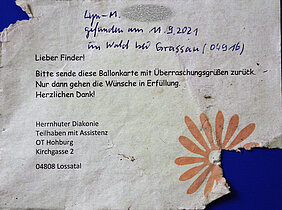 gefunden am 11.9.2021
im Wald bei Grassau (04916)
Lieber Finder!
Bitte sende diese Ballonkarte mit Überraschungsgrüßen zurück.
Nur dann gehen die Wünsche in Erfüllung.
Herzlichen Dank!
Herrnhuter Diakonie
Teilhaben mit Assistenz
OT Hohburg
Kirchgasse 2
04808 Lossatal